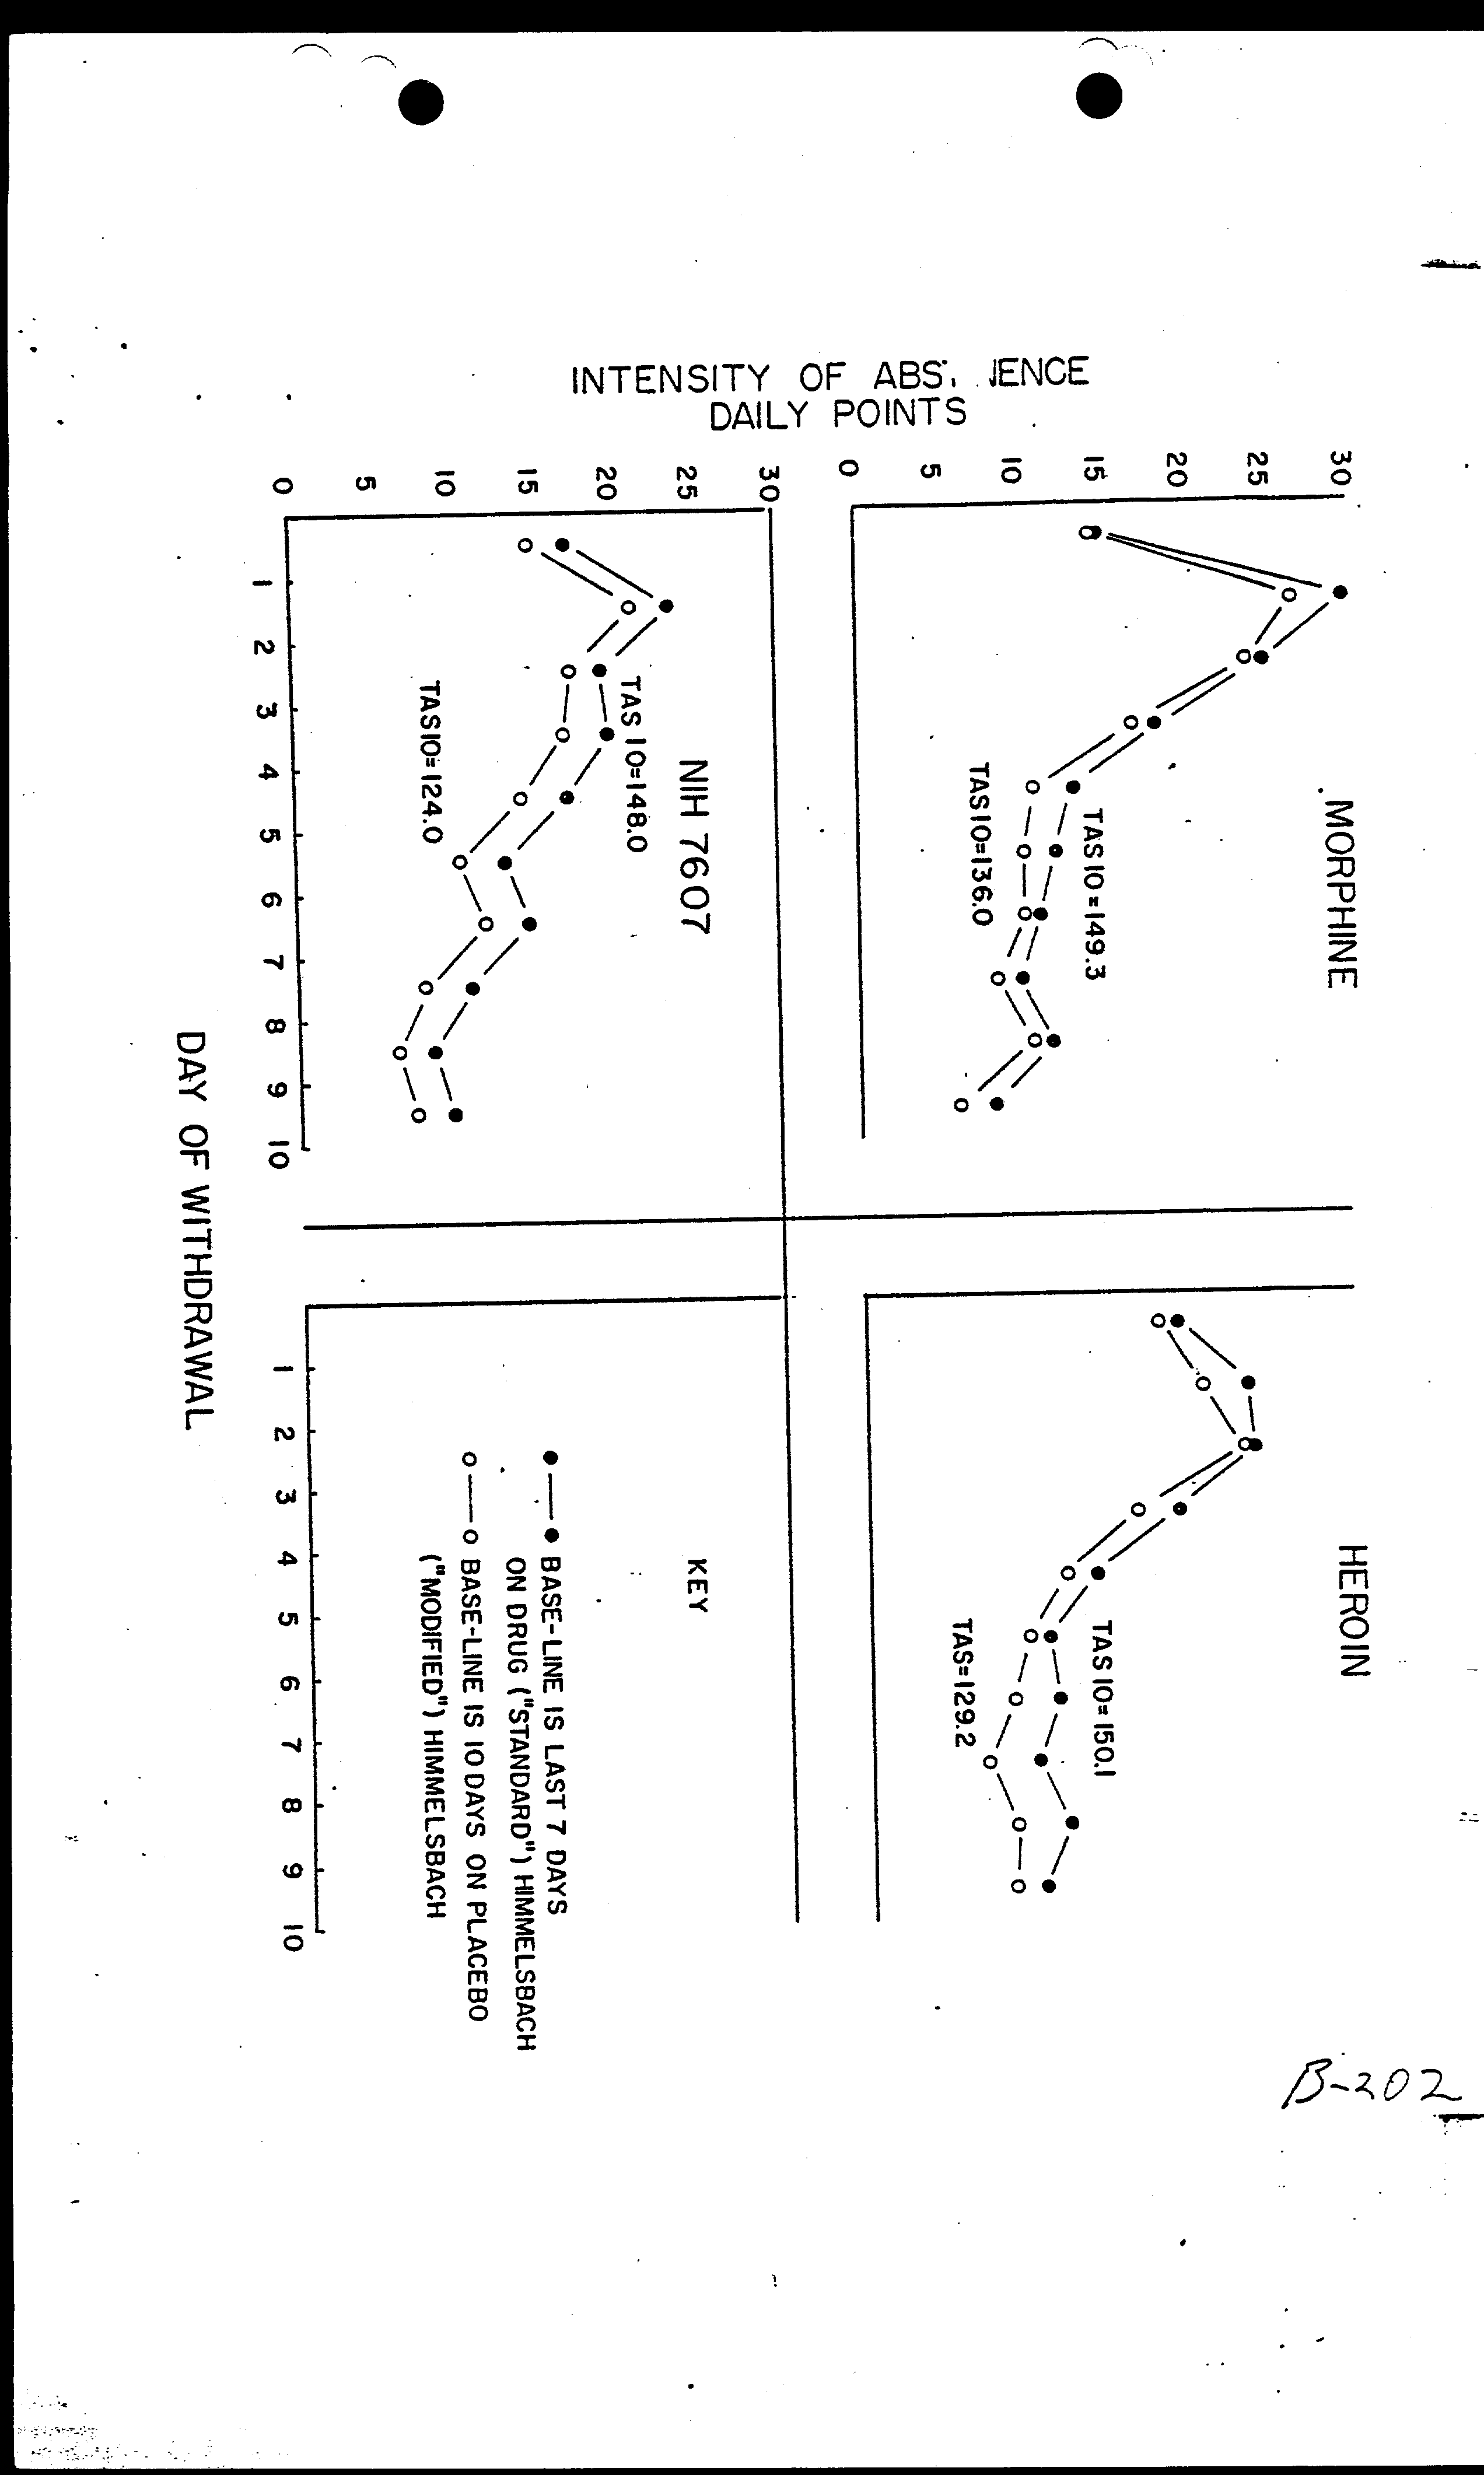 B-202
INTENSITY OF ABS
DAILY POINTS
MORPHINE
30
25
20
15
10
5
0
TAS 10=149.3
TAS10=136.0
HEROIN
TAS 10=150.1
TAS=129.2
NIH 7607
30
25
20
15
10
5
0
TAS 10=148.0
TAS10=124.0
1 2 3 4 5 6 7 8 9 10
KEY
BASE-LINE IS LAST 7 DAYS
ON DRUG ("STANDARD") HIMMELSBACH
BASE-LINE IS 10 DAYS ON PLACEBO
("MODIFIED") HIMMELSBACH
1 2 3 4 5 6 7 8 9 10
DAY OF WITHDRAWAL